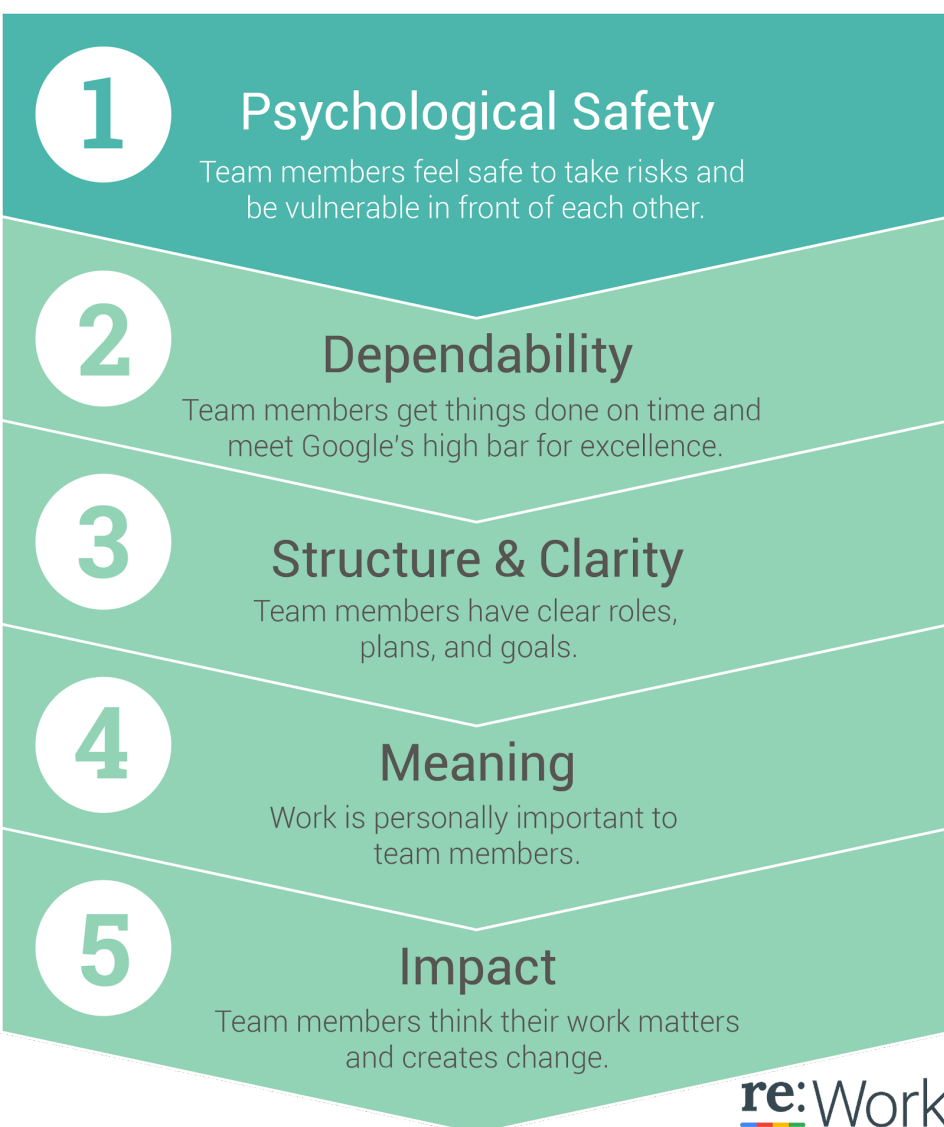 1
Psychological Safety
Team members feel safe to take risks and
be vulnerable in front of each other.
2
Dependability
Team members get things done on time and
meet Google's high bar for excellence.
3
Structure & Clarity
Team members have clear roles,
plans, and goals.
4
Meaning
Work is personally important to
team members.
5
Impact
Team members think their work matters
and creates change.
re:Work